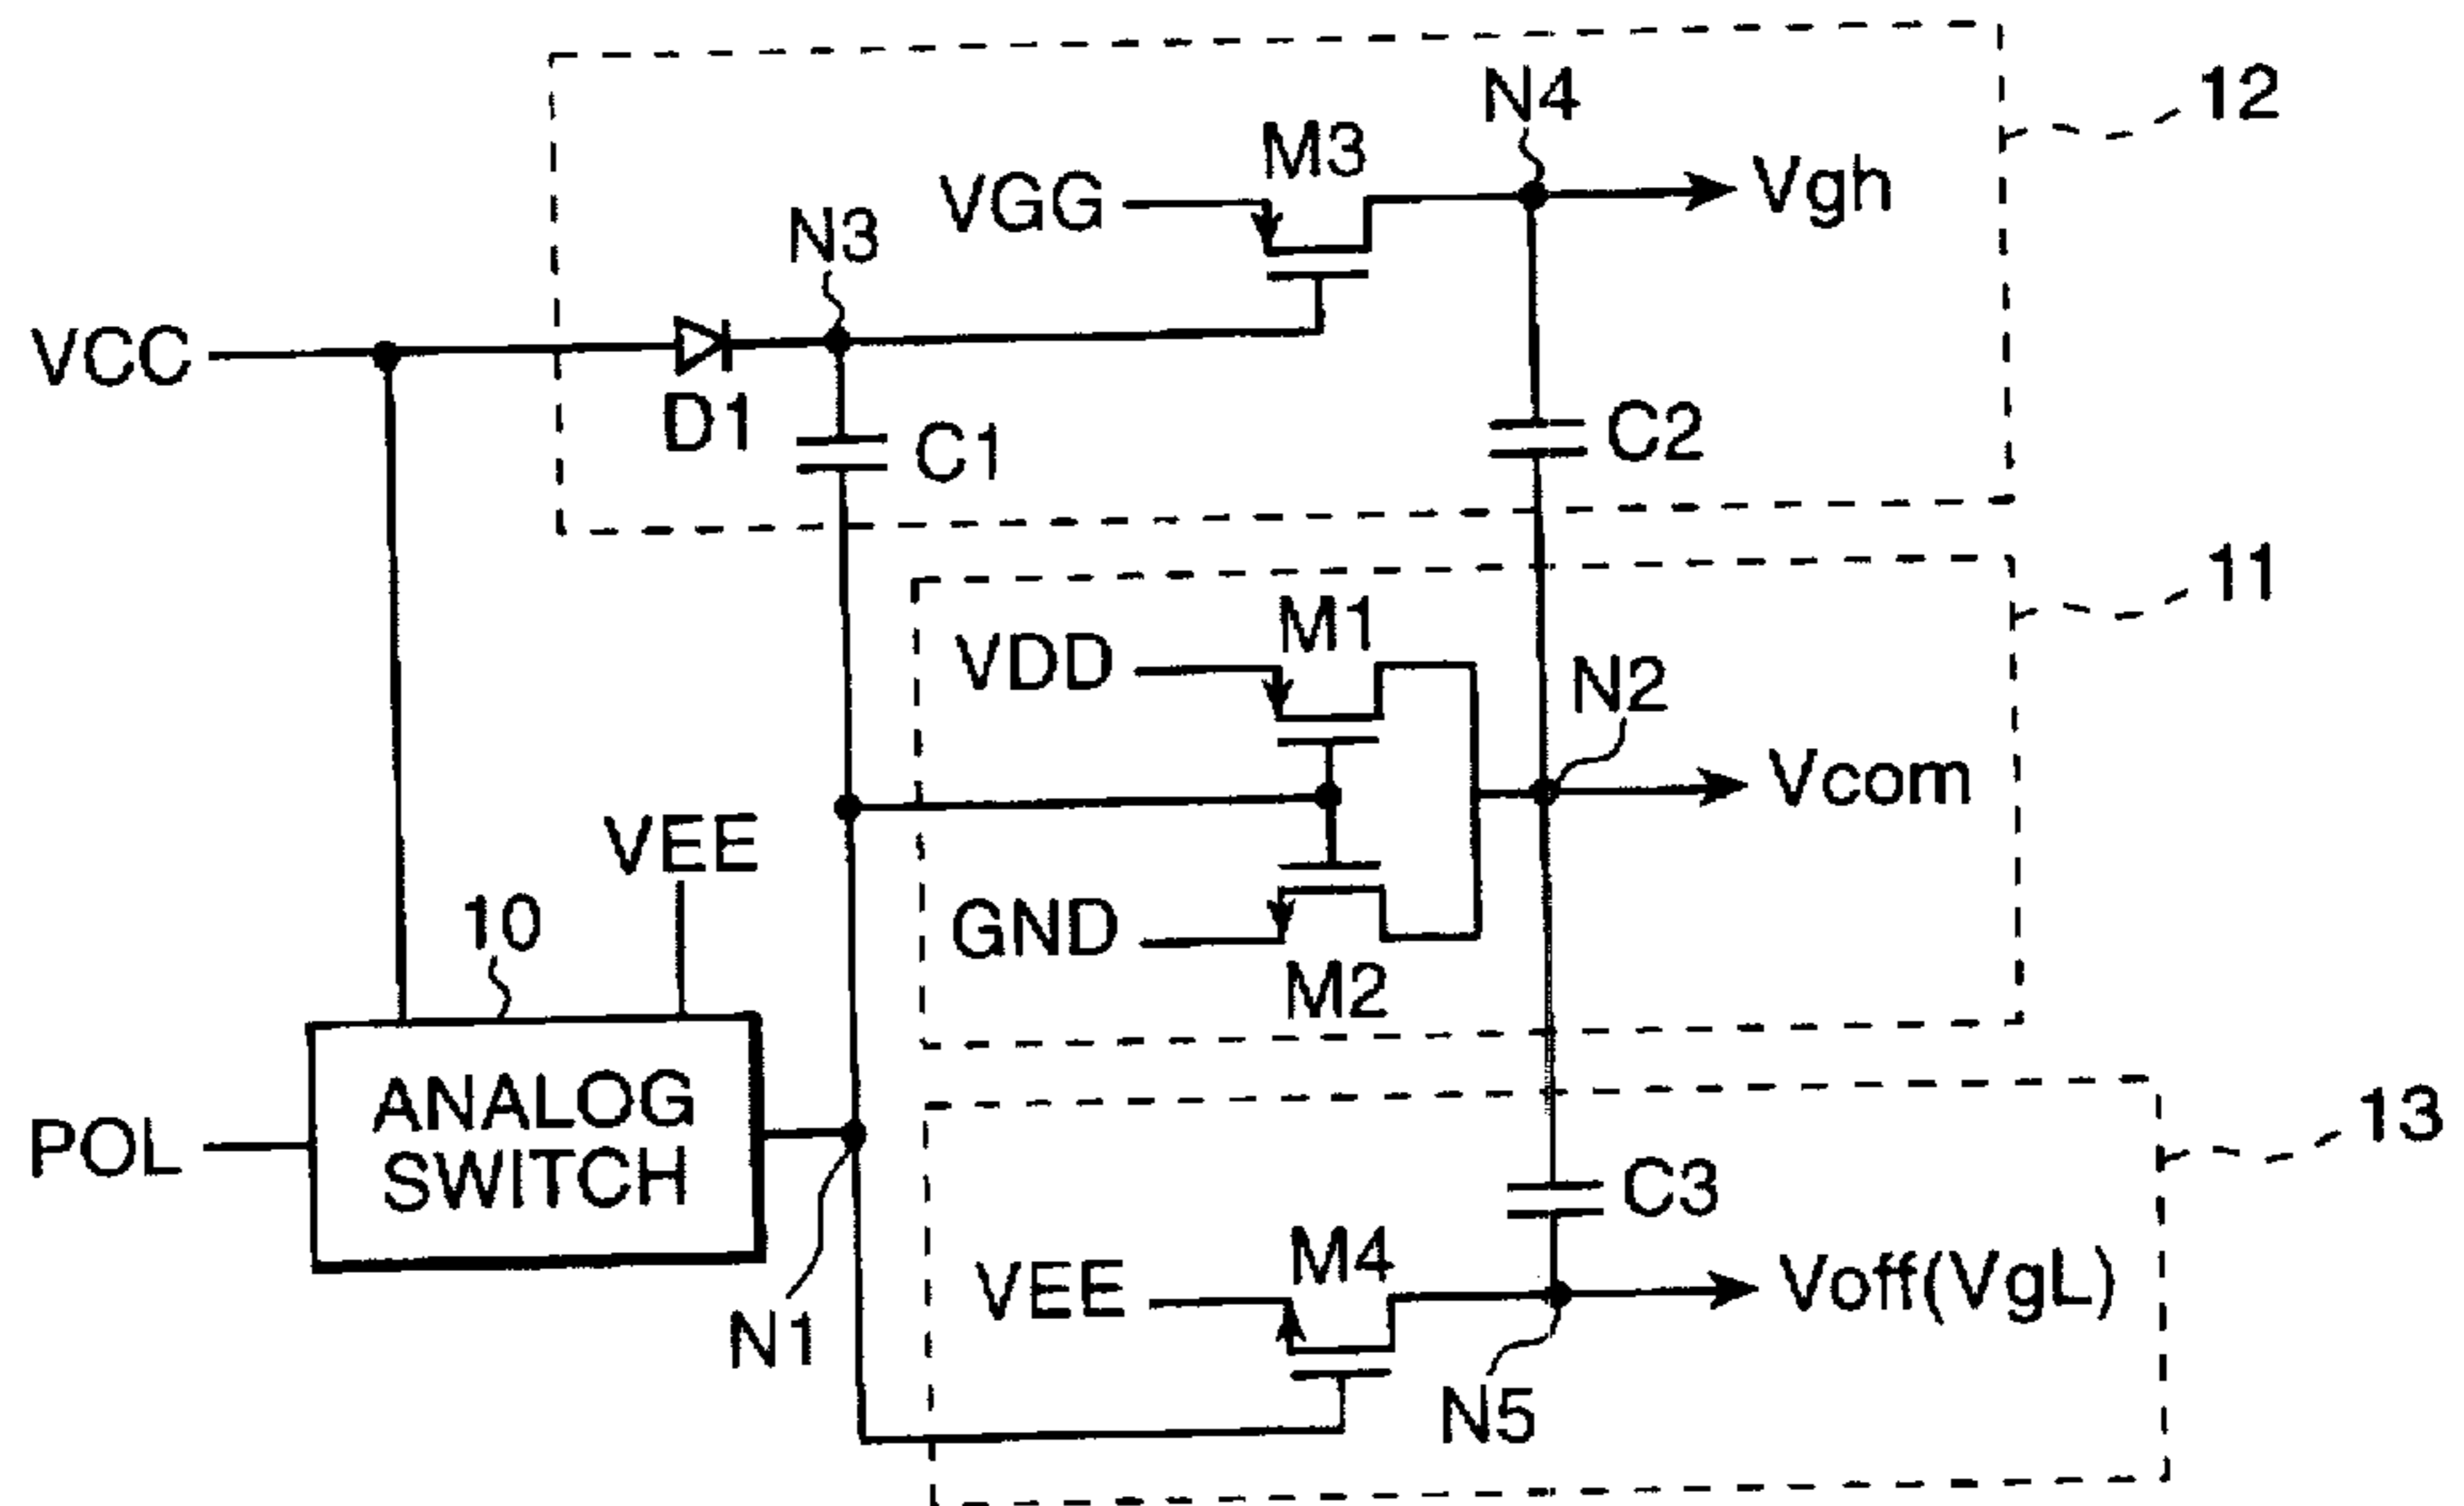 N4
12
M3
Vgh
VGG
N3
VCC
D1
C1
C2
11
M1
VDD
N2
Vcom
VEE
10
GND
M2
ANALOG
SWITCH
POL
13
C3
M4
VEE
Voff(VgL)
N1
N5